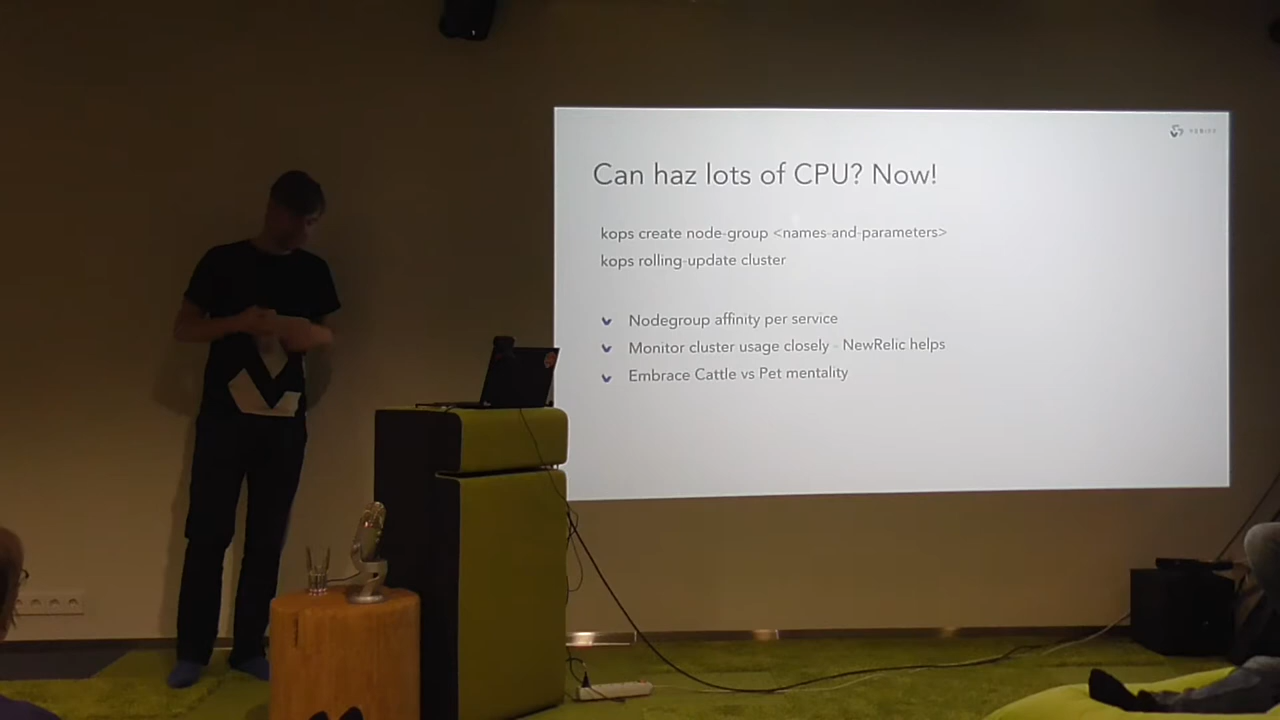 VERIFF
Can haz lots of CPU? Now!
kops create node-group <names-and-parameters>
kops rolling-update cluster
Nodegroup affinity per service
Monitor cluster usage closely - NewRelic helps
Embrace Cattle vs Pet mentality